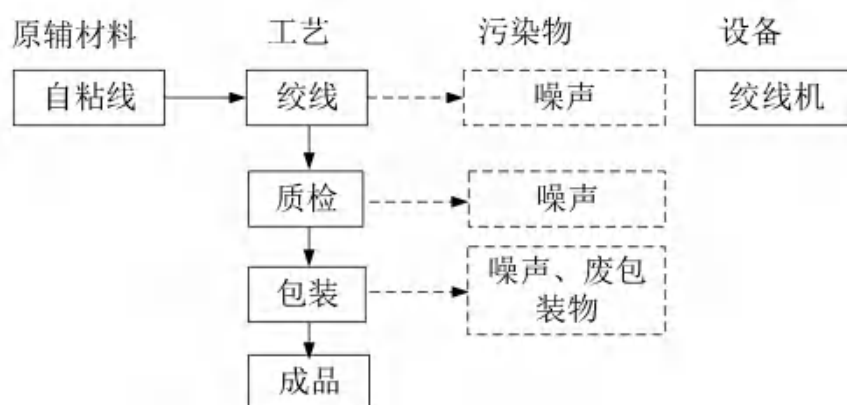 原辅材料 工艺 污染物 设备
自粘线 绞线 噪声 绞线机
质检 噪声
包装 噪声、废包
装物
成品